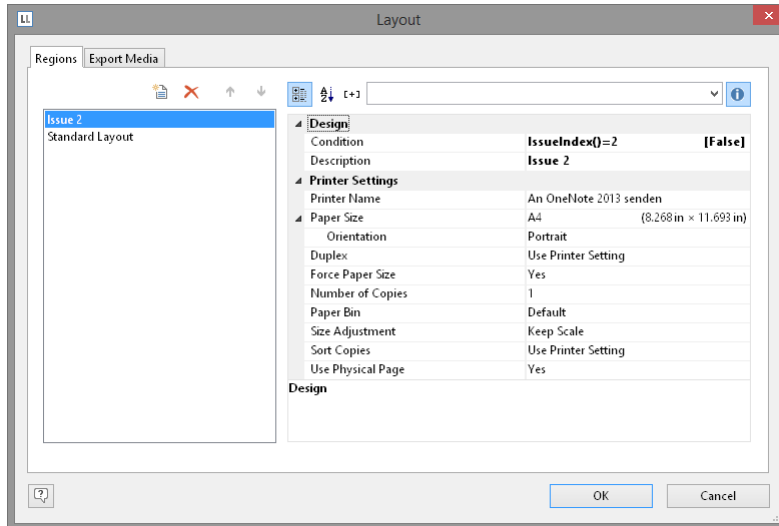 LL Layout
Regions Export Media
[+]
Issue 2
Standard Layout
Design
Condition IssueIndex()=2 [False]
Description Issue 2
Printer Settings
Printer Name An OneNote 2013 senden
Paper Size A4 (8.268 in × 11.693 in)
Orientation Portrait
Duplex Use Printer Setting
Force Paper Size Yes
Number of Copies 1
Paper Bin Default
Size Adjustment Keep Scale
Sort Copies Use Printer Setting
Use Physical Page Yes
Design
OK Cancel